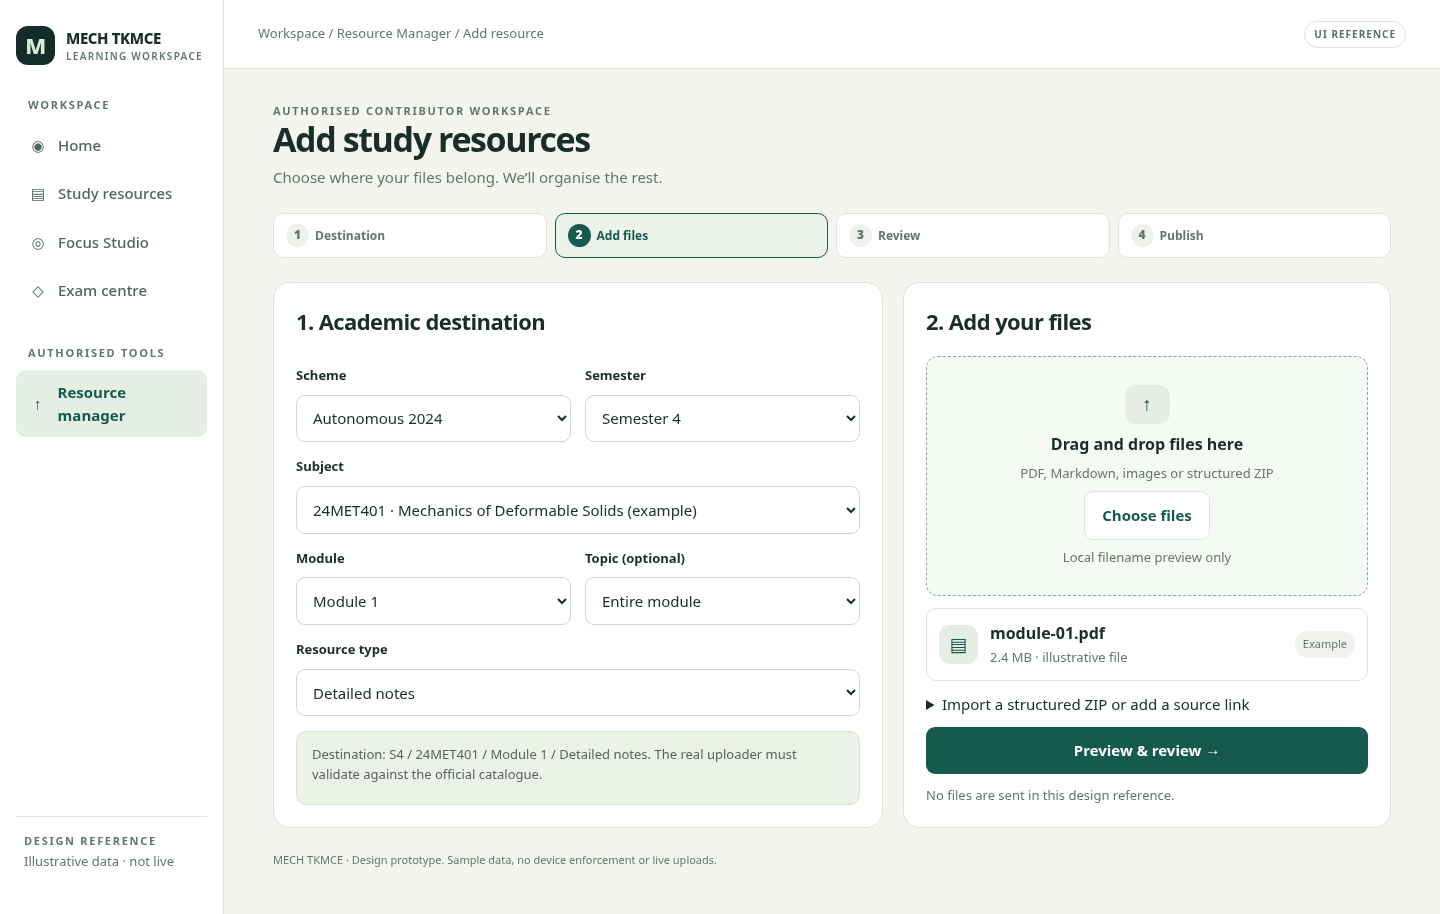 M
MECH TKMCE
LEARNING WORKSPACE
WORKSPACE
Home
Study resources
Focus Studio
Exam centre
AUTHORISED TOOLS
Resource
manager
DESIGN REFERENCE
Illustrative data · not live
Workspace / Resource Manager / Add resource
UI REFERENCE
AUTHORISED CONTRIBUTOR WORKSPACE
Add study resources
Choose where your files belong. We’ll organise the rest.
1 Destination
2 Add files
3 Review
4 Publish
1. Academic destination
Scheme
Semester
Autonomous 2024
Semester 4
Subject
24MET401 · Mechanics of Deformable Solids (example)
Module
Topic (optional)
Module 1
Entire module
Resource type
Detailed notes
Destination: S4 / 24MET401 / Module 1 / Detailed notes. The real uploader must
validate against the official catalogue.
2. Add your files
↑
Drag and drop files here
PDF, Markdown, images or structured ZIP
Choose files
Local filename preview only
module-01.pdf
2.4 MB · illustrative file
Example
Import a structured ZIP or add a source link
Preview & review →
No files are sent in this design reference.
MECH TKMCE · Design prototype. Sample data, no device enforcement or live uploads.